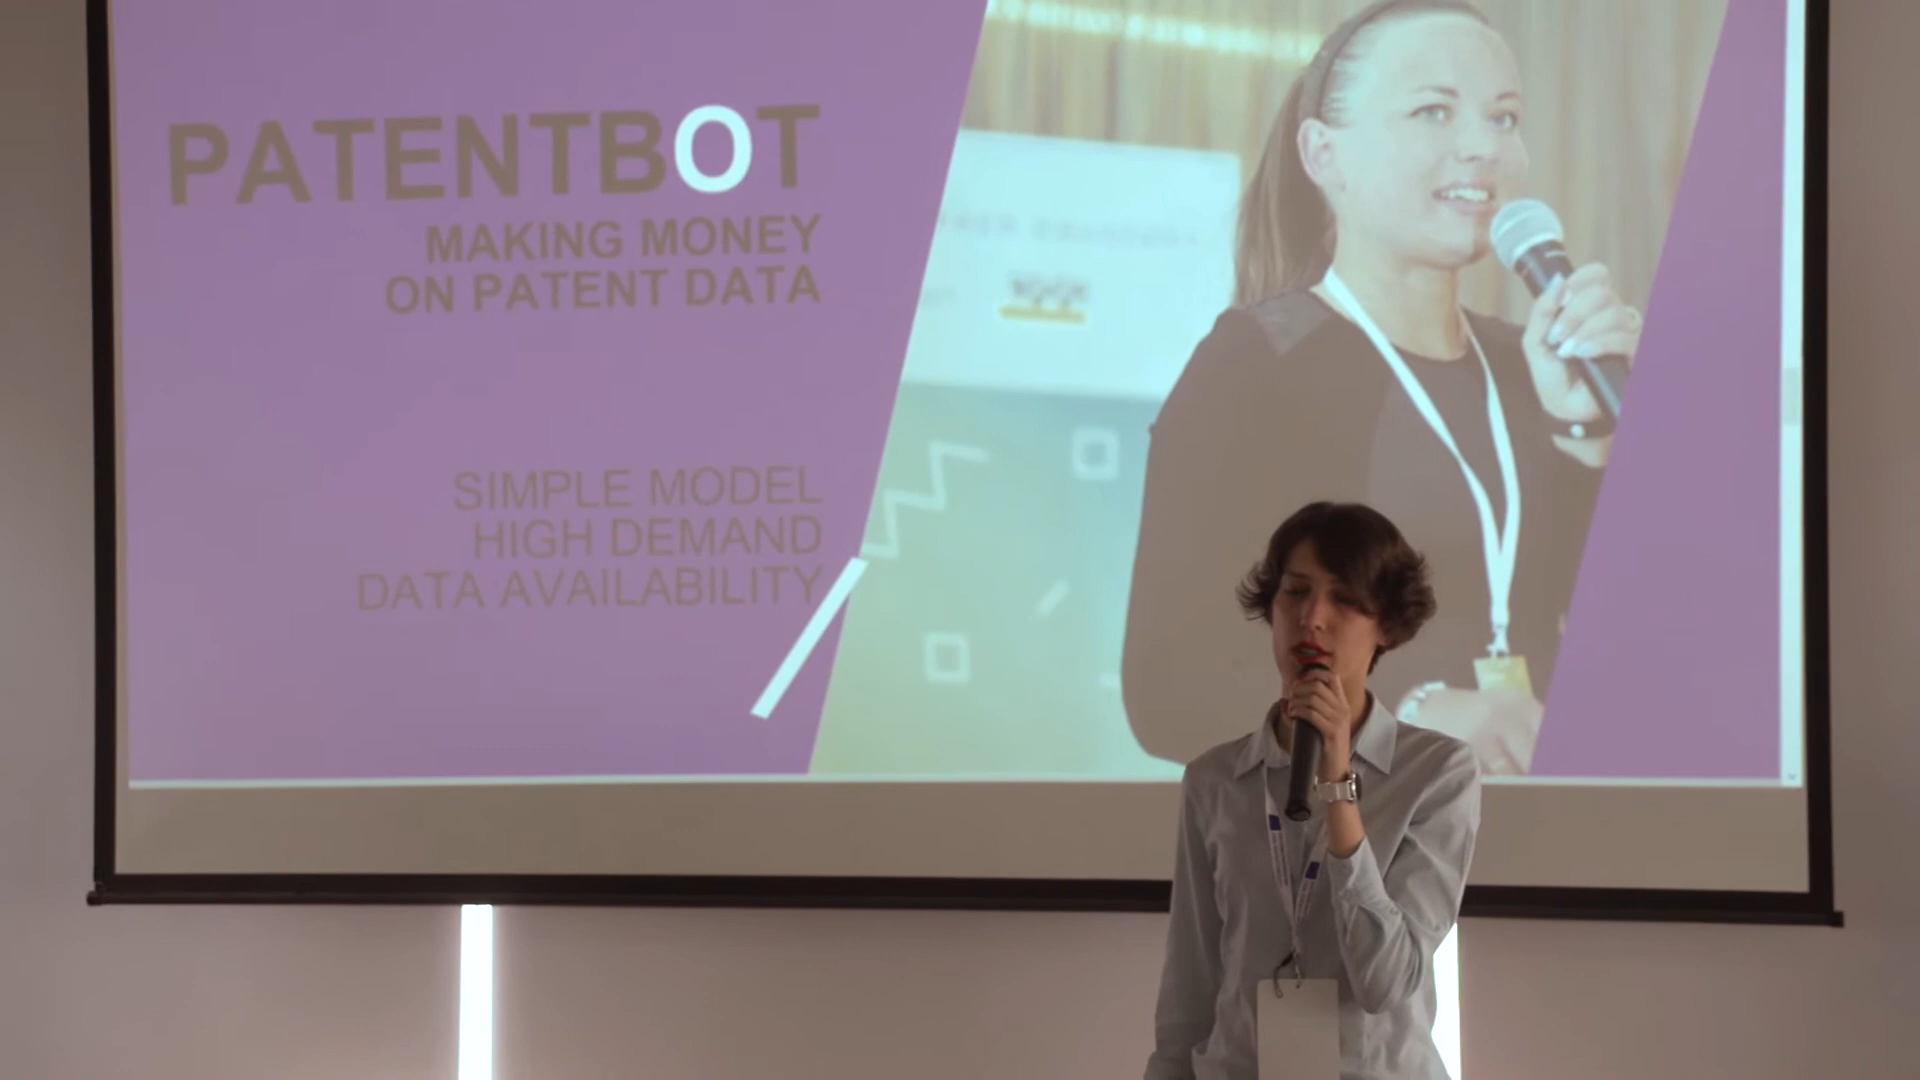 PATENTBOT
MAKING MONEY
ON PATENT DATA
SIMPLE MODEL
HIGH DEMAND
DATA AVAILABILITY